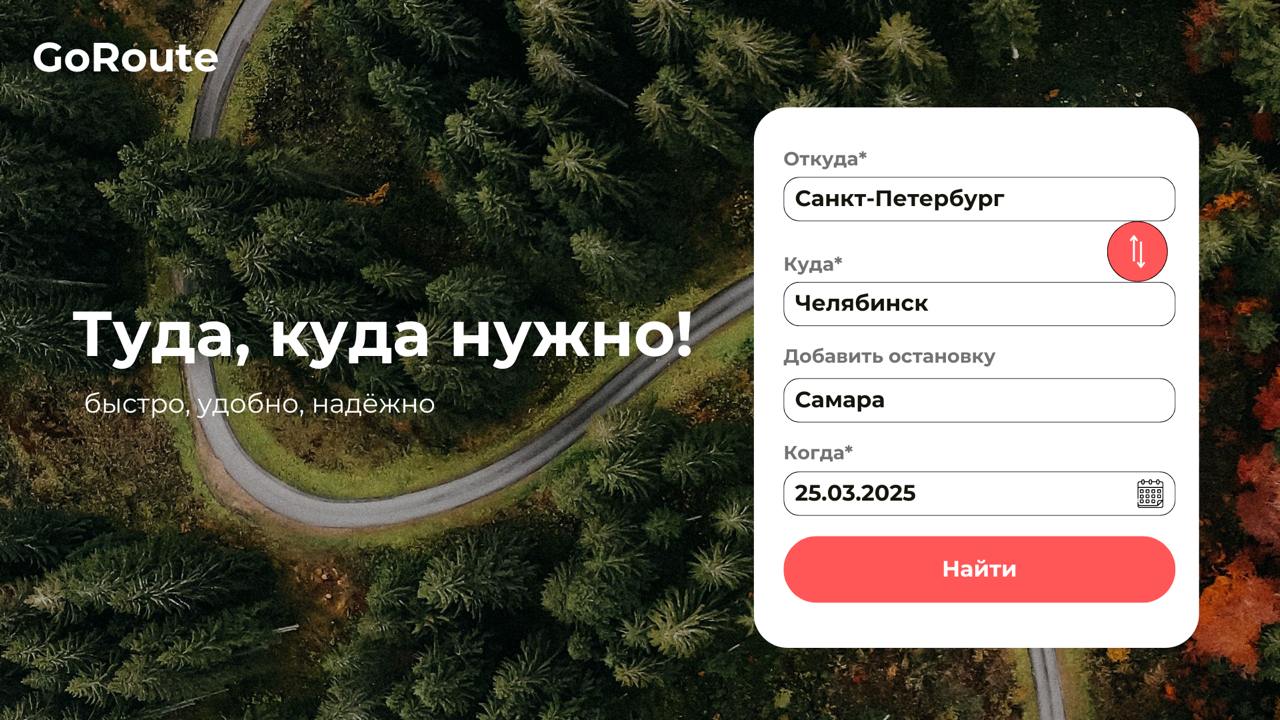 GoRoute
Туда, куда нужно!
быстро, удобно, надёжно
Откуда*
Санкт-Петербург
Куда*
Челябинск
Добавить остановку
Самара
Когда*
25.03.2025
Найти